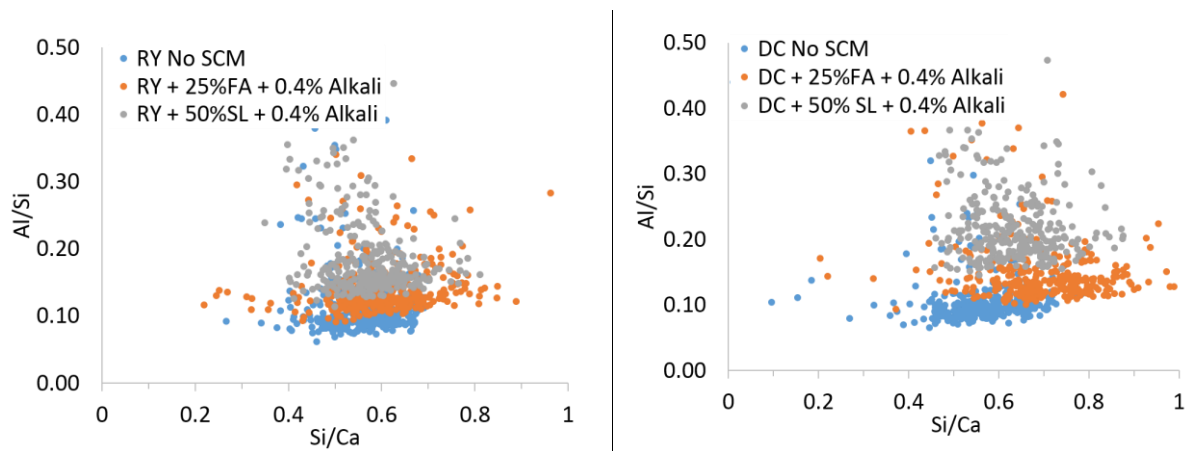 0.50
RY No SCM
RY + 25%FA + 0.4% Alkali
0.40
RY + 50%SL + 0.4% Alkali
0.30
Al/Si
0.20
0.10
0.00
0 0.2 0.4 0.6 0.8 1
Si/Ca
0.50
DC No SCM
DC + 25%FA + 0.4% Alkali
0.40
DC + 50% SL + 0.4% Alkali
0.30
Al/Si
0.20
0.10
0.00
0 0.2 0.4 0.6 0.8 1
Si/Ca